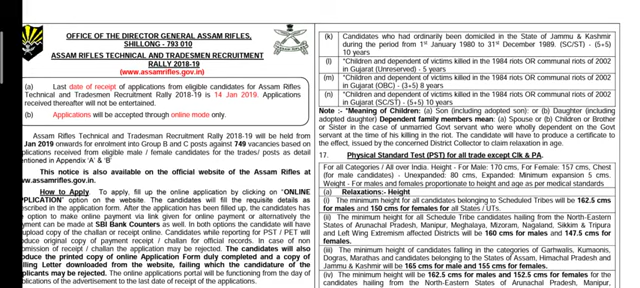 OFFICE OF THE DIRECTOR GENERAL ASSAM RIFLES,
SHILLONG - 793 010
ASSAM RIFLES TECHNICAL AND TRADESMEN RECRUITMENT
RALLY 2018-19
(www.assamrifles.gov.in)
(a) Last date of receipt of applications from eligible candidates for Assam Rifles
Technical and Tradesmen Recruitment Rally 2018-19 is 14 Jan 2019. Applications
received thereafter will not be entertained.
(b) Applications will be accepted through online mode only.
Assam Rifles Technical and Tradesmen Recruitment Rally 2018-19 will be held from
Jan 2019 onwards for enrolment into Group B and C posts against 749 vacancies based on
plications received from eligible male / female candidates for the trades/ posts as detail
entioned in Appendix 'A' & 'B'
This notice is also available on the official website of the Assam Rifles at
ww.assamrifles.gov.in.
How to Apply. To apply, fill up the online application by clicking on "ONLINE
PPLICATION" option on the website. The candidates will fill the requisite details as
escribed in the application form. After the application has been filled up, the candidates has
e option to make online payment via link given for online payment or alternatively the
yment can be made at SBI Bank Counters as well. In both options the candidate will have
upload copy of the challan or receipt online. Candidates while reporting for PST / PET will
oduce original copy of payment receipt / challan for official records. In case of non
bmission of receipt / challan the application may be rejected. The candidates will also
oduce the printed copy of online Application Form duly completed and a copy of
lling Letter downloaded from the website, failing which the candidature of the
plicants may be rejected. The online applications portal will be functioning from the day of
blications of the advertisement to the last date of receipt of the applications.
(k) Candidates who had ordinarily been domiciled in the State of Jammu & Kashmir
during the period from 1st January 1980 to 31st December 1989. (SC/ST) - (5+5)
10 years
(l) *Children and dependent of victims killed in the 1984 riots OR communal riots of 2002
in Gujarat (Unreserved) - 5 years
(m) *Children and dependent of victims killed in the 1984 riots OR communal riots of 2002
in Gujarat (OBC) - (3+5) 8 years
(n) *Children and dependent of victims killed in the 1984 riots OR communal riots of 2002
in Gujarat (SC/ST) - (5+5) 10 years
Note :- *Meaning of Children: (a) Son (including adopted son): or (b) Daughter (including
adopted daughter) Dependent family members mean: (a) Spouse or (b) Children or Brother
or Sister in the case of unmarried Govt servant who were wholly dependent on the Govt
servant at the time of his killing in the riot. The candidate will have to produce a certificate to
the effect, issued by the concerned District Collector to claim relaxation in age.
17. Physical Standard Test (PST) for all trade except Clk & PA.
For all Categories / All over India. Height - For Male: 170 cms. For Female: 157 cms, Chest
(for male candidates) - Unexpanded: 80 cms, Expanded: Minimum expansion 5 cms.
Weight - For males and females proportionate to height and age as per medical standards
(a) Relaxations:- Height
(i) The minimum for all candidates belonging to Scheduled Tribes will be 162.5 cms
for males and 150 cms for females for all States / UTs.
(ii) The minimum height for all Schedule Tribe candidates hailing from the North-Eastern
States of Arunachal Pradesh, Manipur, Meghalaya, Mizoram, Nagaland, Sikkim & Tripura
and Left Wing Extremism affected Districts will be 160 cms for males and 147.5 cms for
females.
(iii) The minimum height of candidates falling in the categories of Garhwalis, Kumaonis,
Dogras, Marathas and candidates belonging to the States of Assam, Himachal Pradesh and
Jammu & Kashmir will be 165 cms for male and 155 cms for females.
(iv) The minimum height will be 162.5 cms for males and 152.5 cms for females for the
candidates hailing from the North-Eastern States of Arunachal Pradesh, Manipur,